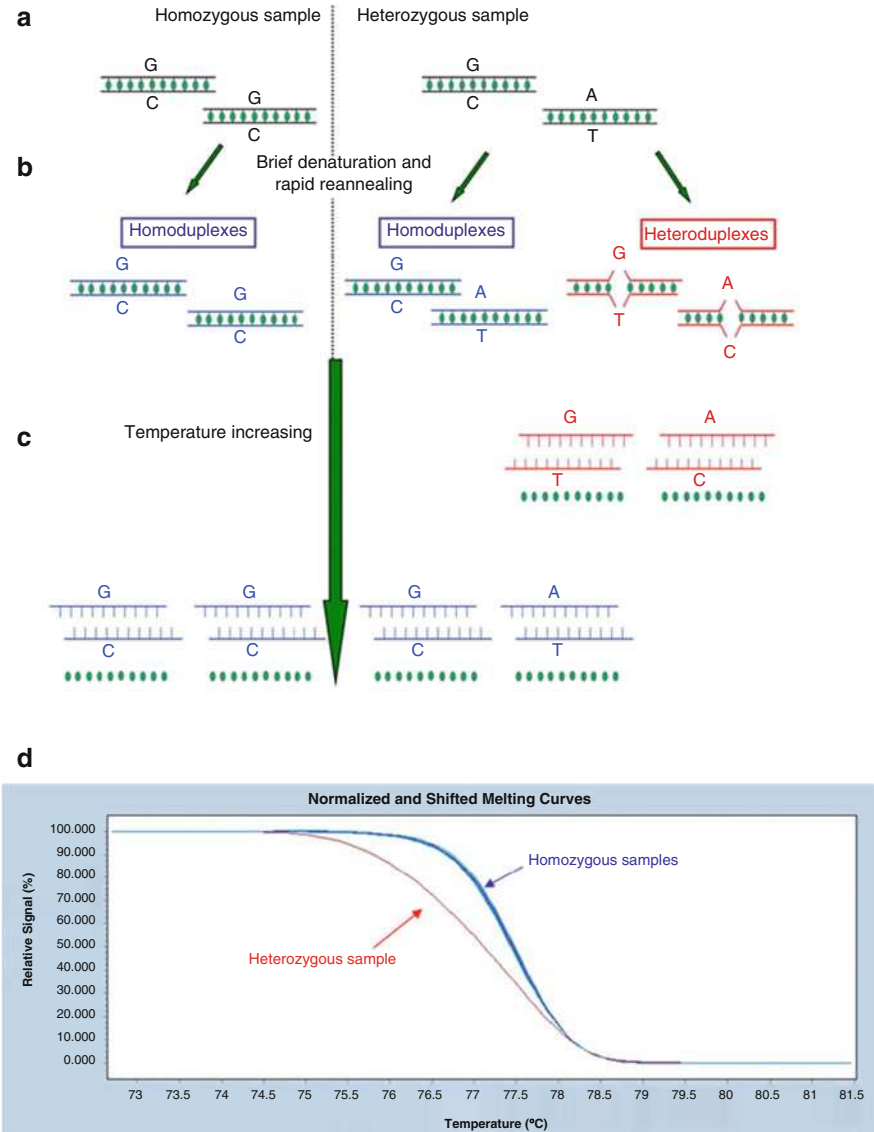 a
Homozygous sample
Heterozygous sample
G
C
G
C
G
C
A
T
b
Brief denaturation and
rapid reannealing
Homoduplexes
Homoduplexes
Heteroduplexes
G
C
G
C
G
C
A
T
G
T
A
C
c
Temperature increasing
G
A
T
C
G
G
G
A
C
C
C
T
d
Normalized and Shifted Melting Curves
Relative Signal (%)
100.000
90.000
80.000
70.000
60.000
50.000
40.000
30.000
20.000
10.000
0.000
Homozygous samples
Heterozygous sample
73 73.5 74 74.5 75 75.5 76 76.5 77 77.5 78 78.5 79 79.5 80 80.5 81 81.5
Temperature (ºC)